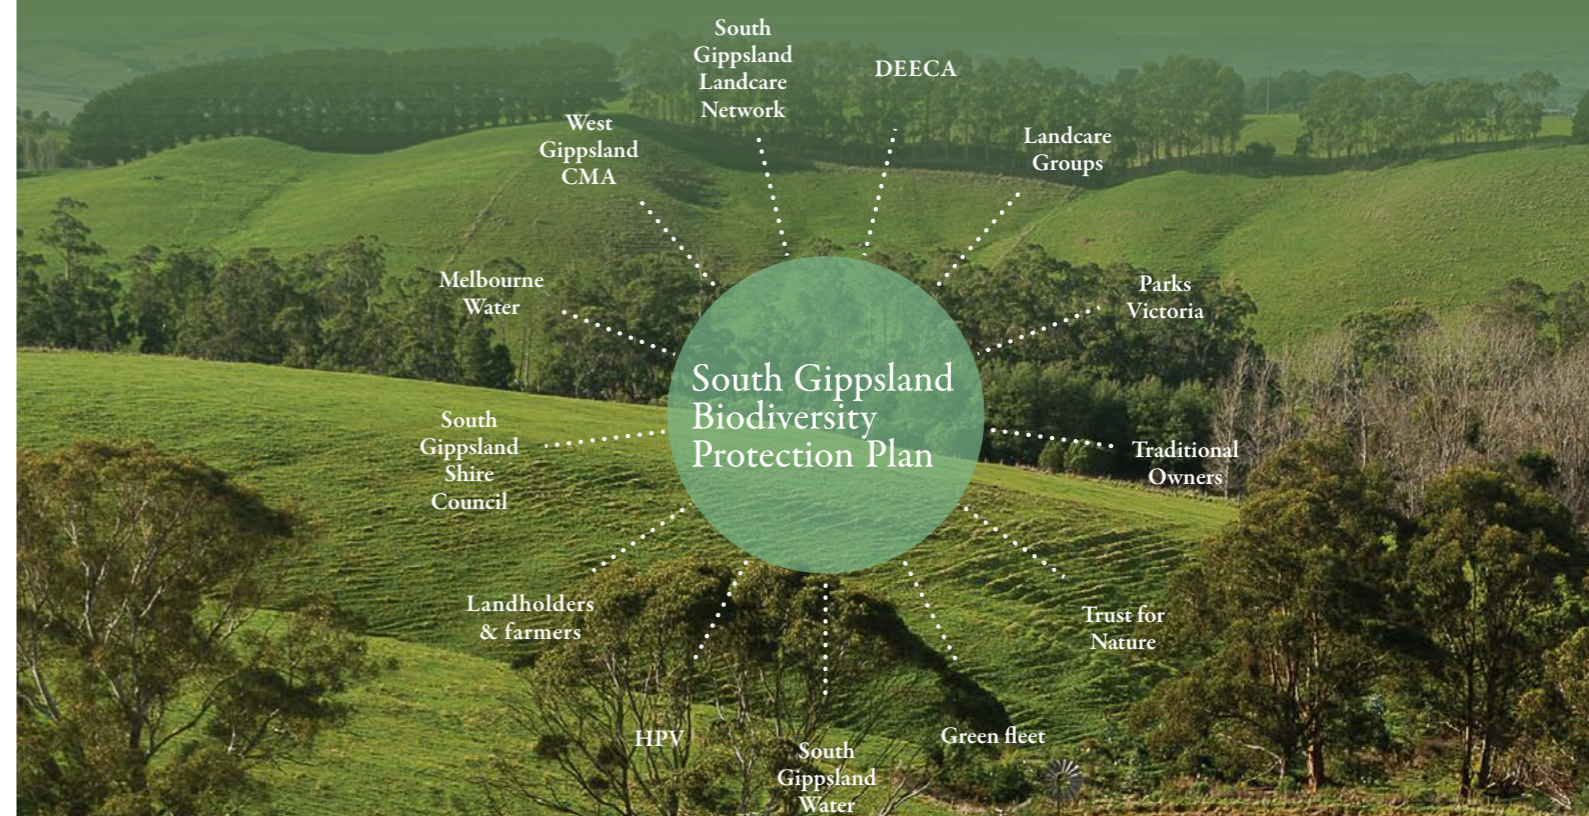 South
Gippsland
Landcare
Network
DEECA
West
Gippsland
CMA
Landcare
Groups
Melbourne
Water
Parks
Victoria
South Gippsland
Biodiversity
Protection Plan
South
Gippsland
Shire
Council
Traditional
Owners
Landholders
& farmers
Trust for
Nature
HPV
South
Gippsland
Water
Green fleet